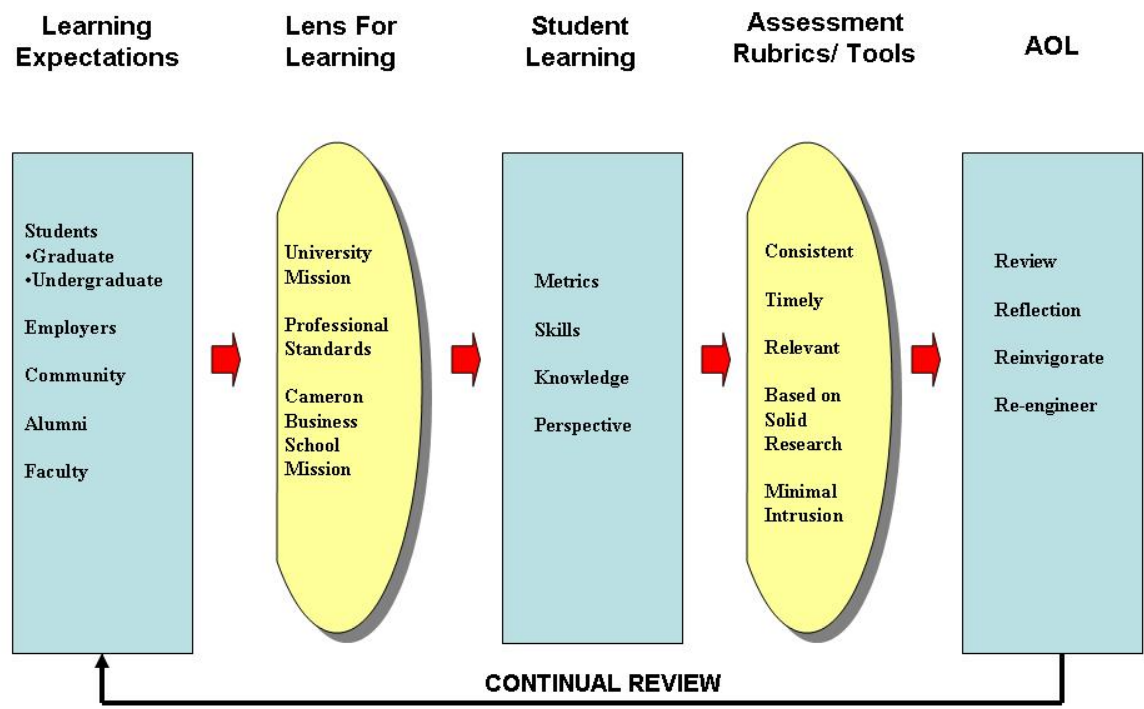 Learning
Expectations
Lens For
Learning
Student
Learning
Assessment
Rubrics/ Tools
AOL
Students
•Graduate
•Undergraduate
Employers
Community
Alumni
Faculty
University
Mission
Professional
Standards
Cameron
Business
School
Mission
Metrics
Skills
Knowledge
Perspective
Consistent
Timely
Relevant
Based on
Solid
Research
Minimal
Intrusion
Review
Reflection
Reinvigorate
Re-engineer
CONTINUAL REVIEW